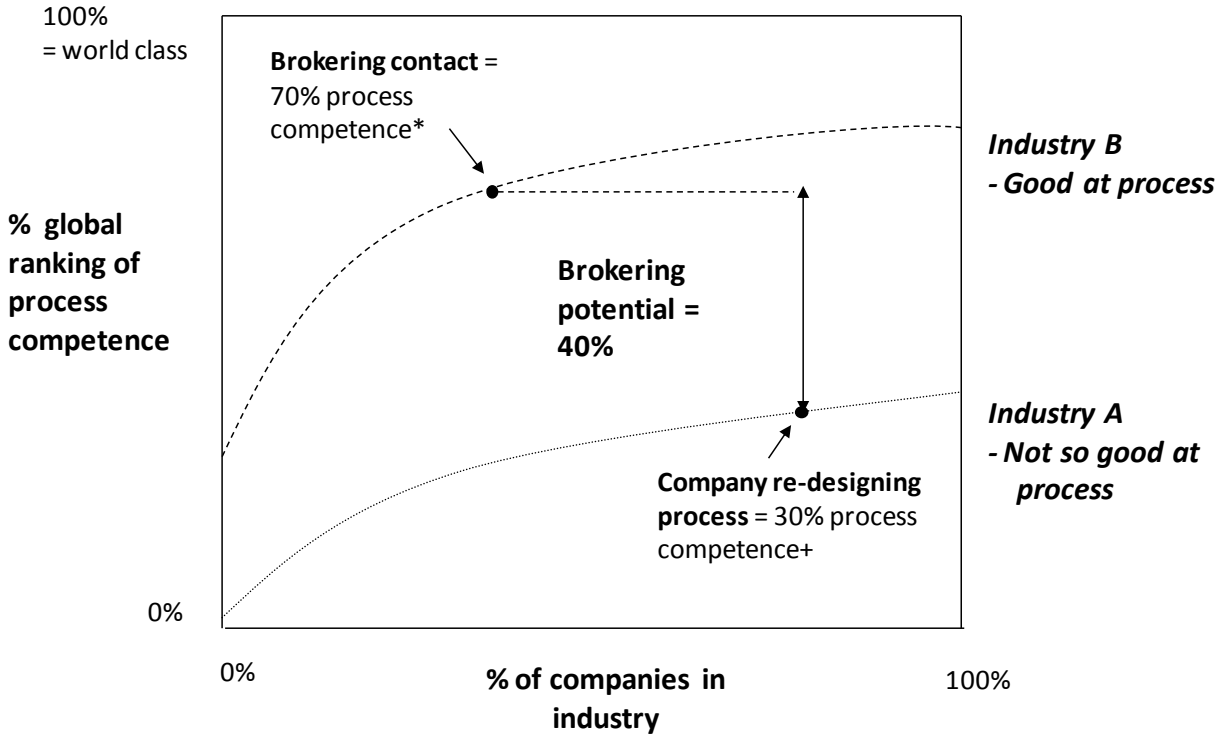 100%
= world class
Brokering contact =
70% process
competence*
Industry B
- Good at process
% global
ranking of
process
competence
Brokering
potential =
40%
Industry A
- Not so good at
process
Company re-designing
process = 30% process
competence+
0%
0%
% of companies in
industry
100%